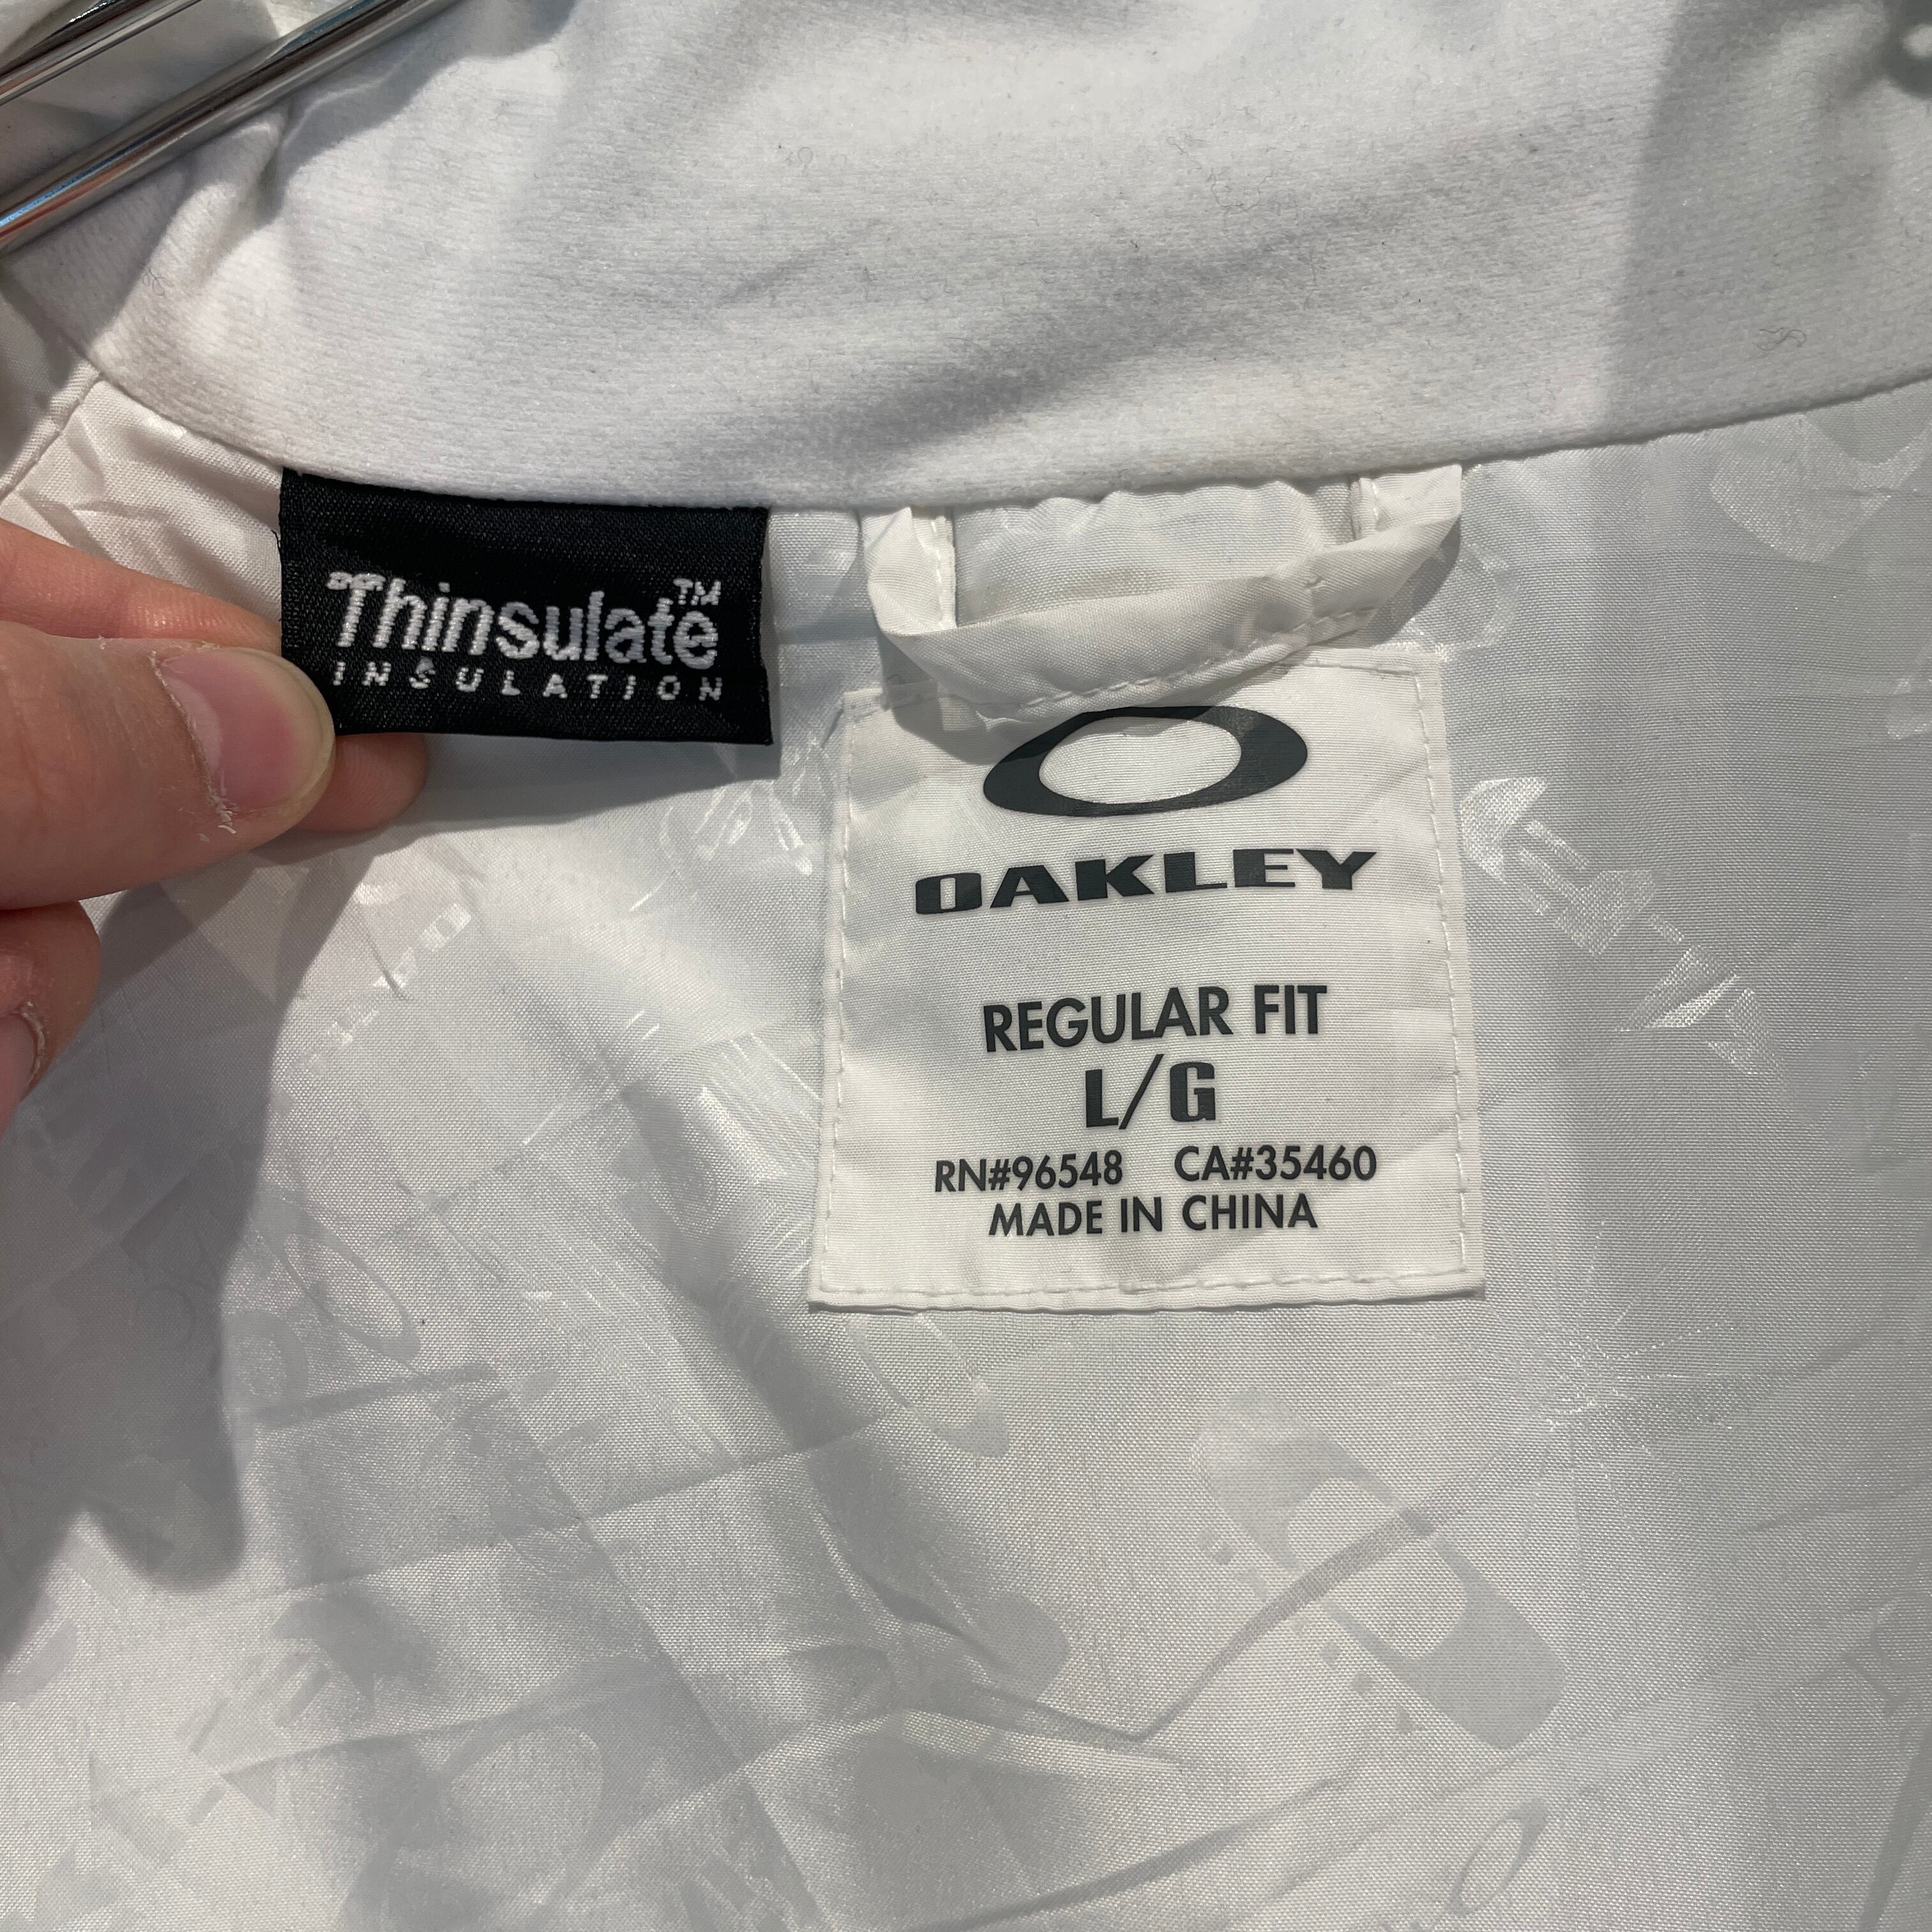 Thinsulate™
INSULATION
OAKLEY
REGULAR FIT
L/G
RN#96548 CA#35460
MADE IN CHINA